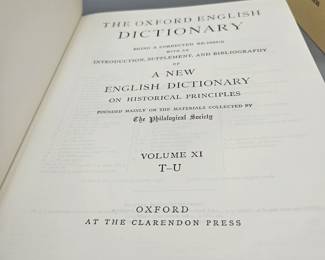 THE OXFORD ENGLISH
DICTIONARY
BEING A CORRECTED RE-ISSUE
WITH AN
INTRODUCTION, SUPPLEMENT, AND BIBLIOGRAPHY
OF
A NEW
ENGLISH DICTIONARY
ON HISTORICAL PRINCIPLES
FOUNDED MAINLY ON THE MATERIALS COLLECTED BY
The Philological Society
VOLUME XI
T–U
OXFORD
AT THE CLARENDON PRESS